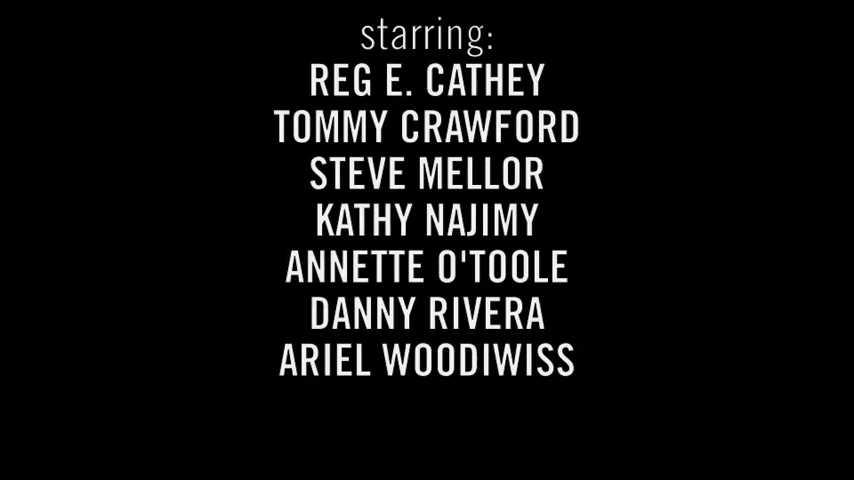 starring:
REG E. CATHEY
TOMMY CRAWFORD
STEVE MELLOR
KATHY NAJIMY
ANNETTE O'TOOLE
DANNY RIVERA
ARIEL WOODIWISS